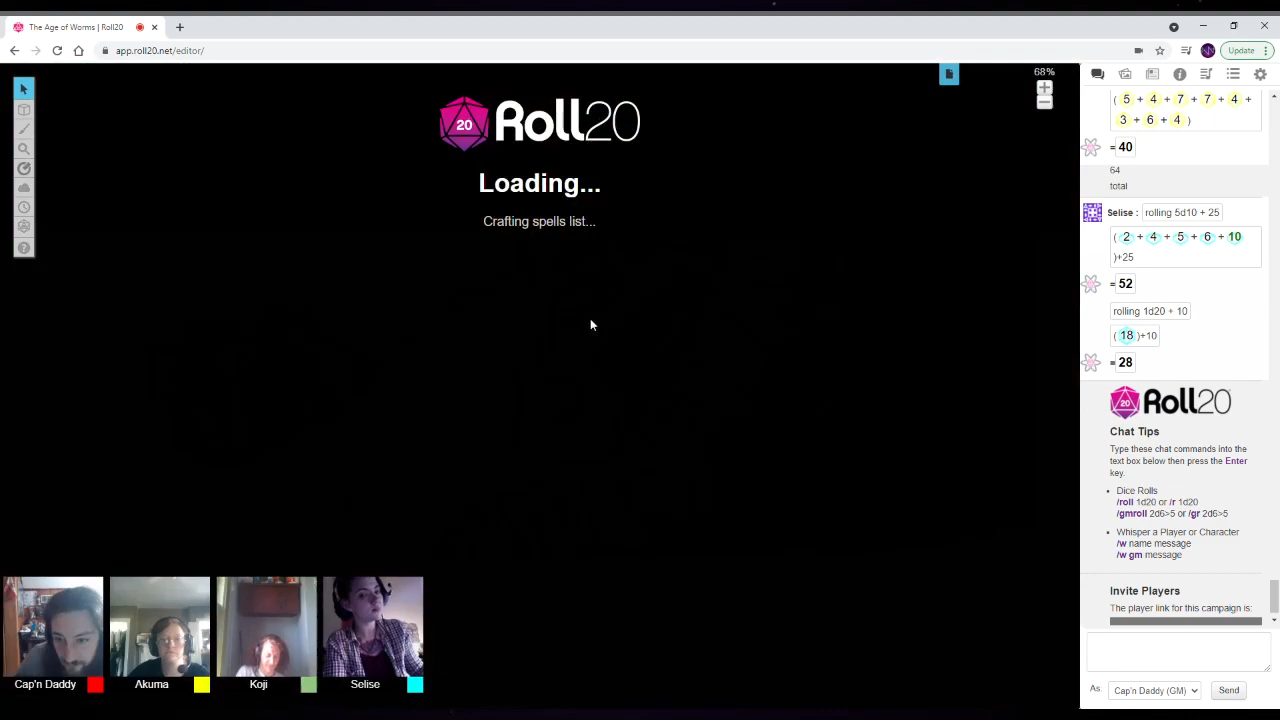 The Age of Worms | Roll20
app.roll20.net/editor/
Update
68%
20 Roll20
Loading...
Crafting spells list...
( 5 + 4 + 7 + 7 + 4 +
3 + 6 + 4 )
= 40
64
total
Selise : rolling 5d10 + 25
( 2 + 4 + 5 + 6 + 10
)+25
= 52
rolling 1d20 + 10
( 18 )+10
= 28
20 Roll20
Chat Tips
Type these chat commands into the
text box below then press the Enter
key.
• Dice Rolls
/roll 1d20 or /r 1d20
/gmroll 2d6>5 or /gr 2d6>5
• Whisper a Player or Character
/w name message
/w gm message
Invite Players
The player link for this campaign is:
As: Cap'n Daddy (GM) Send
Cap'n Daddy
Akuma
Koji
Selise